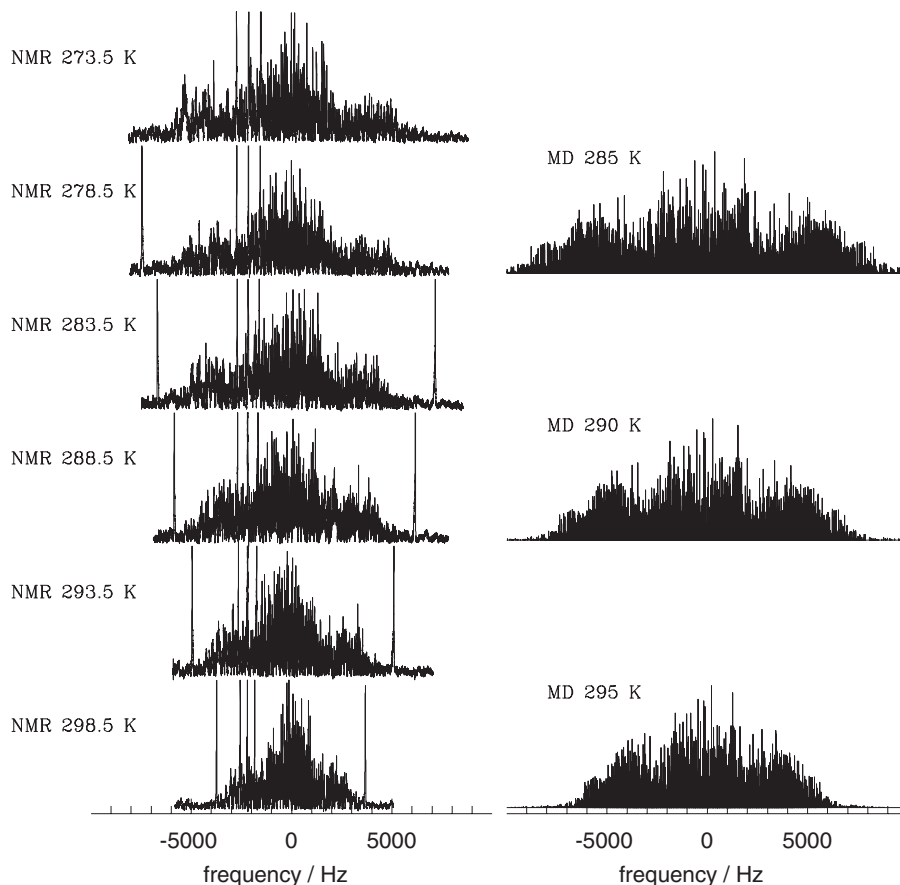 NMR 273.5 K
NMR 278.5 K
NMR 283.5 K
NMR 288.5 K
NMR 293.5 K
NMR 298.5 K
-5000 0 5000
frequency / Hz
MD 285 K
MD 290 K
MD 295 K
-5000 0 5000
frequency / Hz